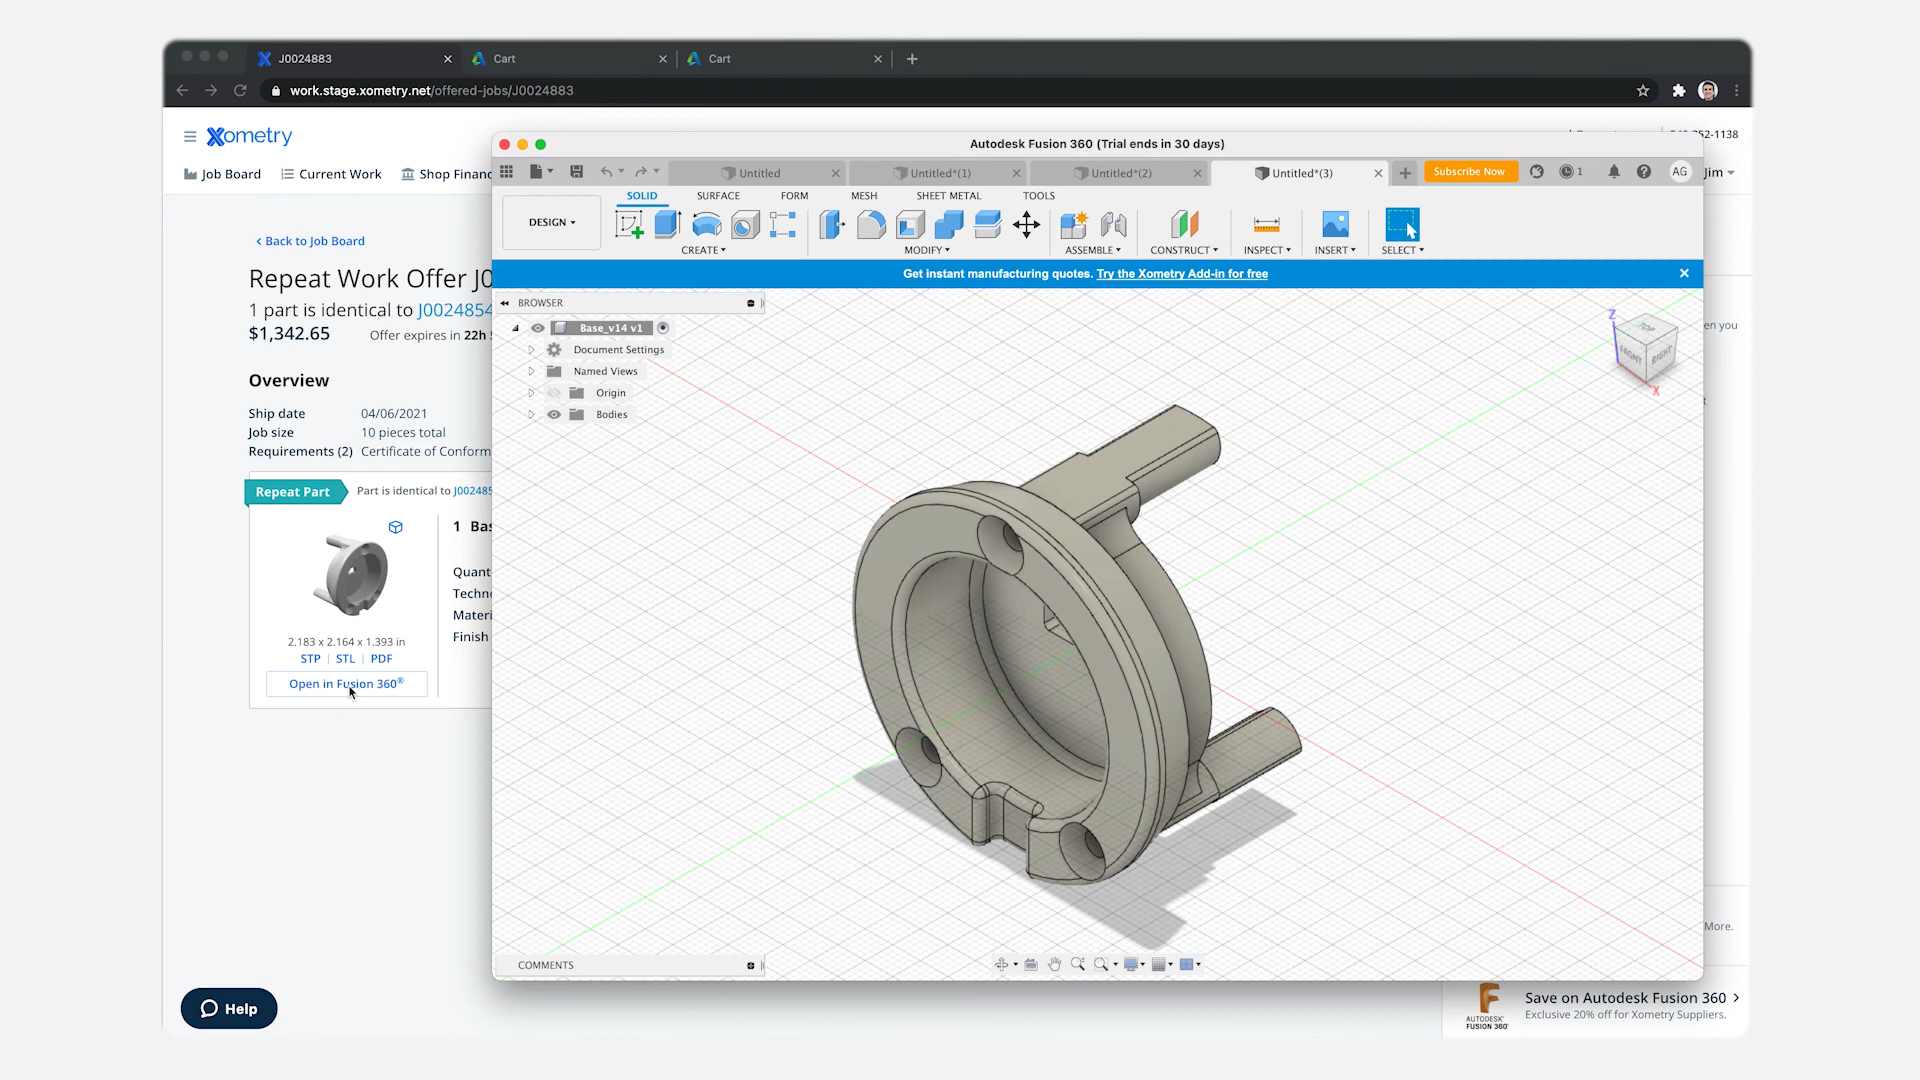 J0024883
Cart
Cart
work.stage.xometry.net/offered-jobs/J0024883
Xometry
52-1138
Job Board
Current Work
Shop Financ
Jim
Autodesk Fusion 360 (Trial ends in 30 days)
Untitled
Untitled*(1)
Untitled*(2)
Untitled*(3)
Subscribe Now
1
AG
DESIGN
SOLID
SURFACE
FORM
MESH
SHEET METAL
TOOLS
CREATE
MODIFY
ASSEMBLE
CONSTRUCT
INSPECT
INSERT
SELECT
Get instant manufacturing quotes. Try the Xometry Add-in for free
BROWSER
Base_v14 v1
Document Settings
Named Views
Origin
Bodies
Z
TOP
FRONT
RIGHT
X
COMMENTS
< Back to Job Board
Repeat Work Offer J0
1 part is identical to J0024854
$1,342.65
Offer expires in 22h
Overview
Ship date 04/06/2021
Job size 10 pieces total
Requirements (2) Certificate of Conform
Repeat Part
Part is identical to J002485
1 Bas
Quant
Techn
Materi
Finish
2.183 x 2.164 x 1.393 in
STP | STL | PDF
Open in Fusion 360®
en you
More.
Help
AUTODESK
FUSION 360
Save on Autodesk Fusion 360
Exclusive 20% off for Xometry Suppliers.